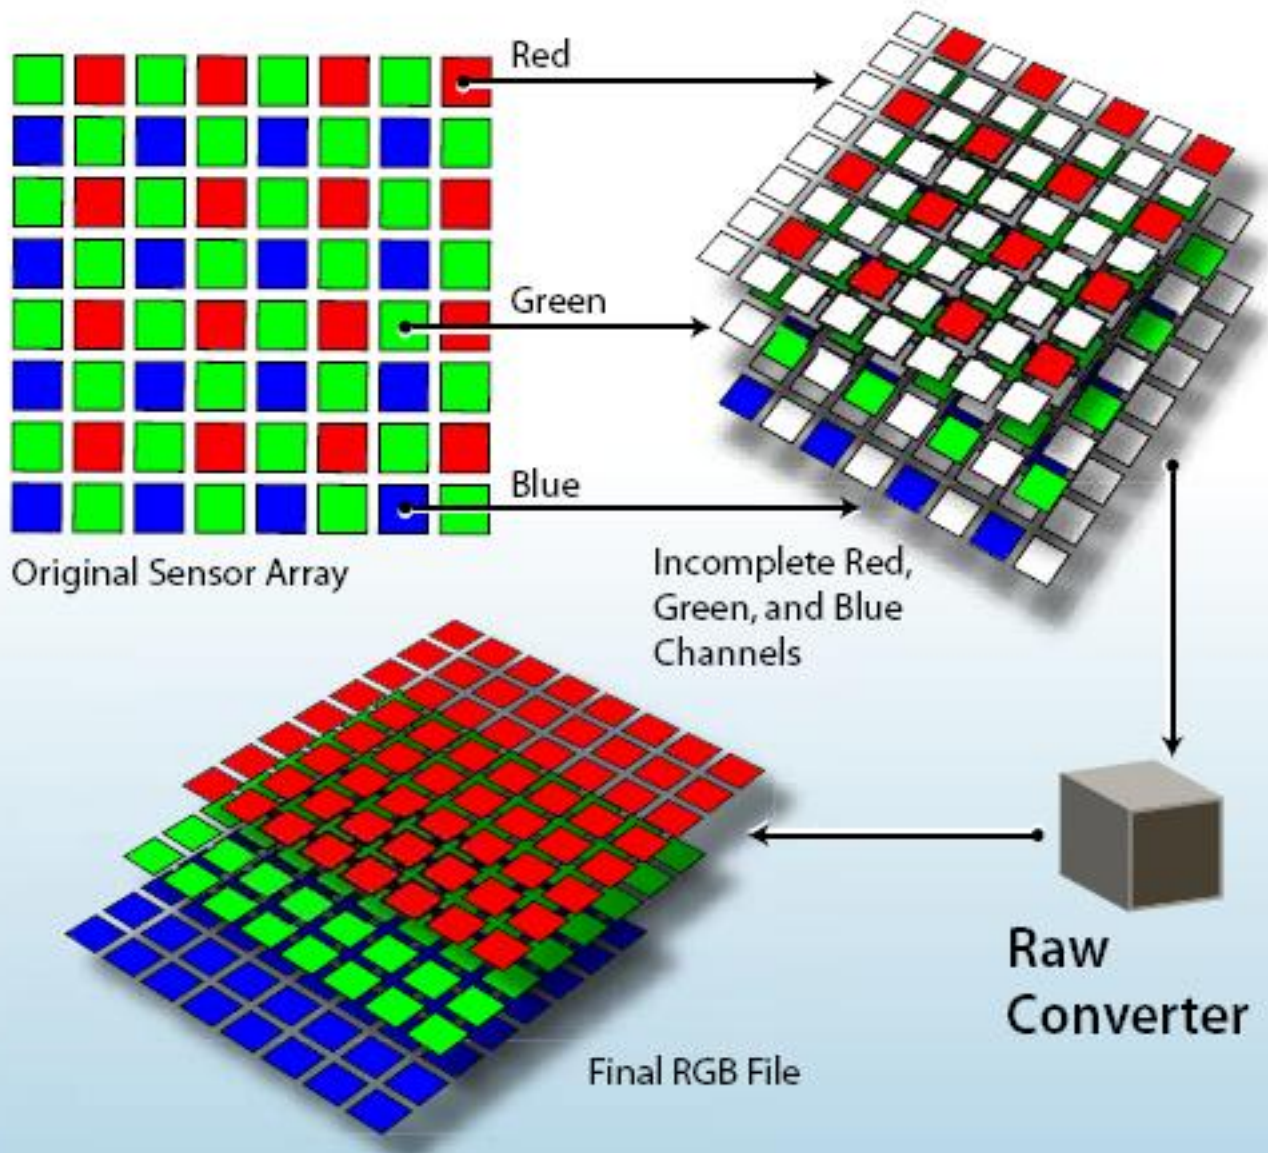 Red
Green
Blue
Original Sensor Array
Incomplete Red,
Green, and Blue
Channels
Raw
Converter
Final RGB File